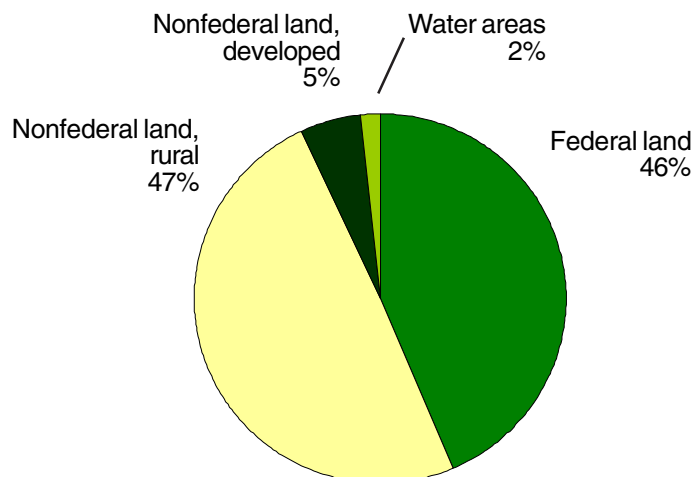 Nonfederal land,
developed
5%
Water areas
2%
Nonfederal land,
rural
47%
Federal land
46%